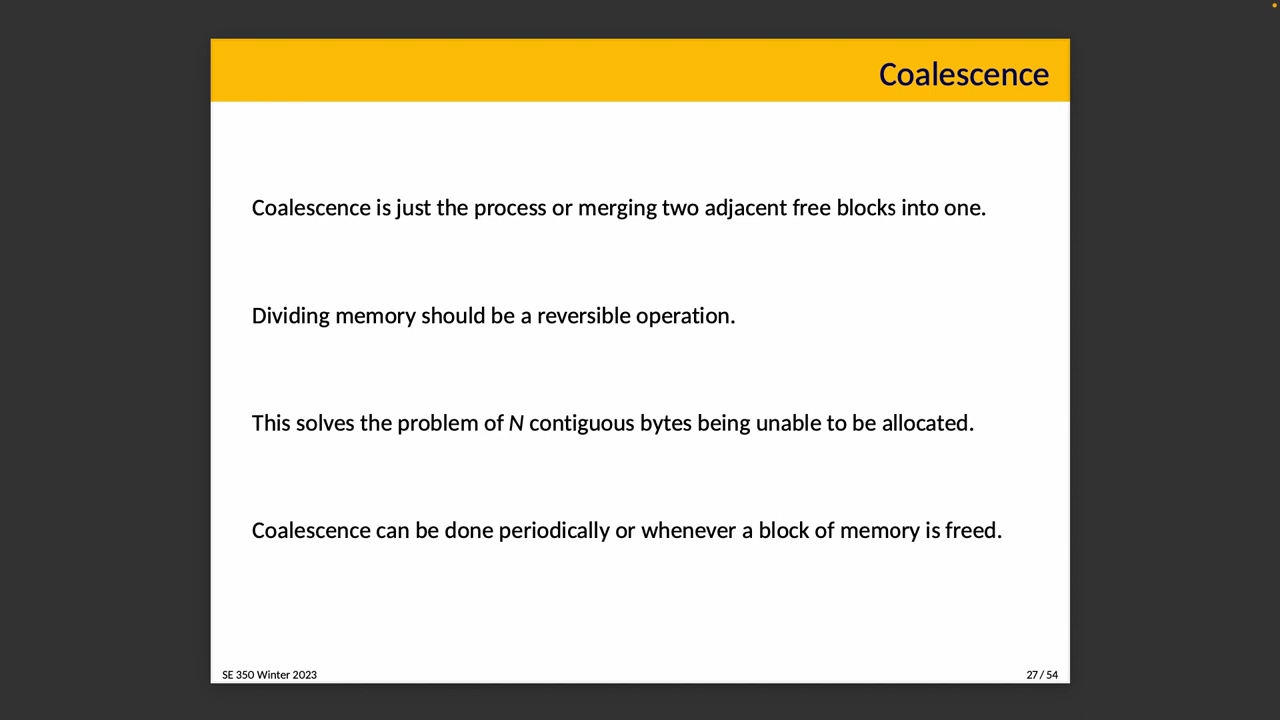 Coalescence
Coalescence is just the process or merging two adjacent free blocks into one.
Dividing memory should be a reversible operation.
This solves the problem of N contiguous bytes being unable to be allocated.
Coalescence can be done periodically or whenever a block of memory is freed.
SE 350 Winter 2023
27 / 54